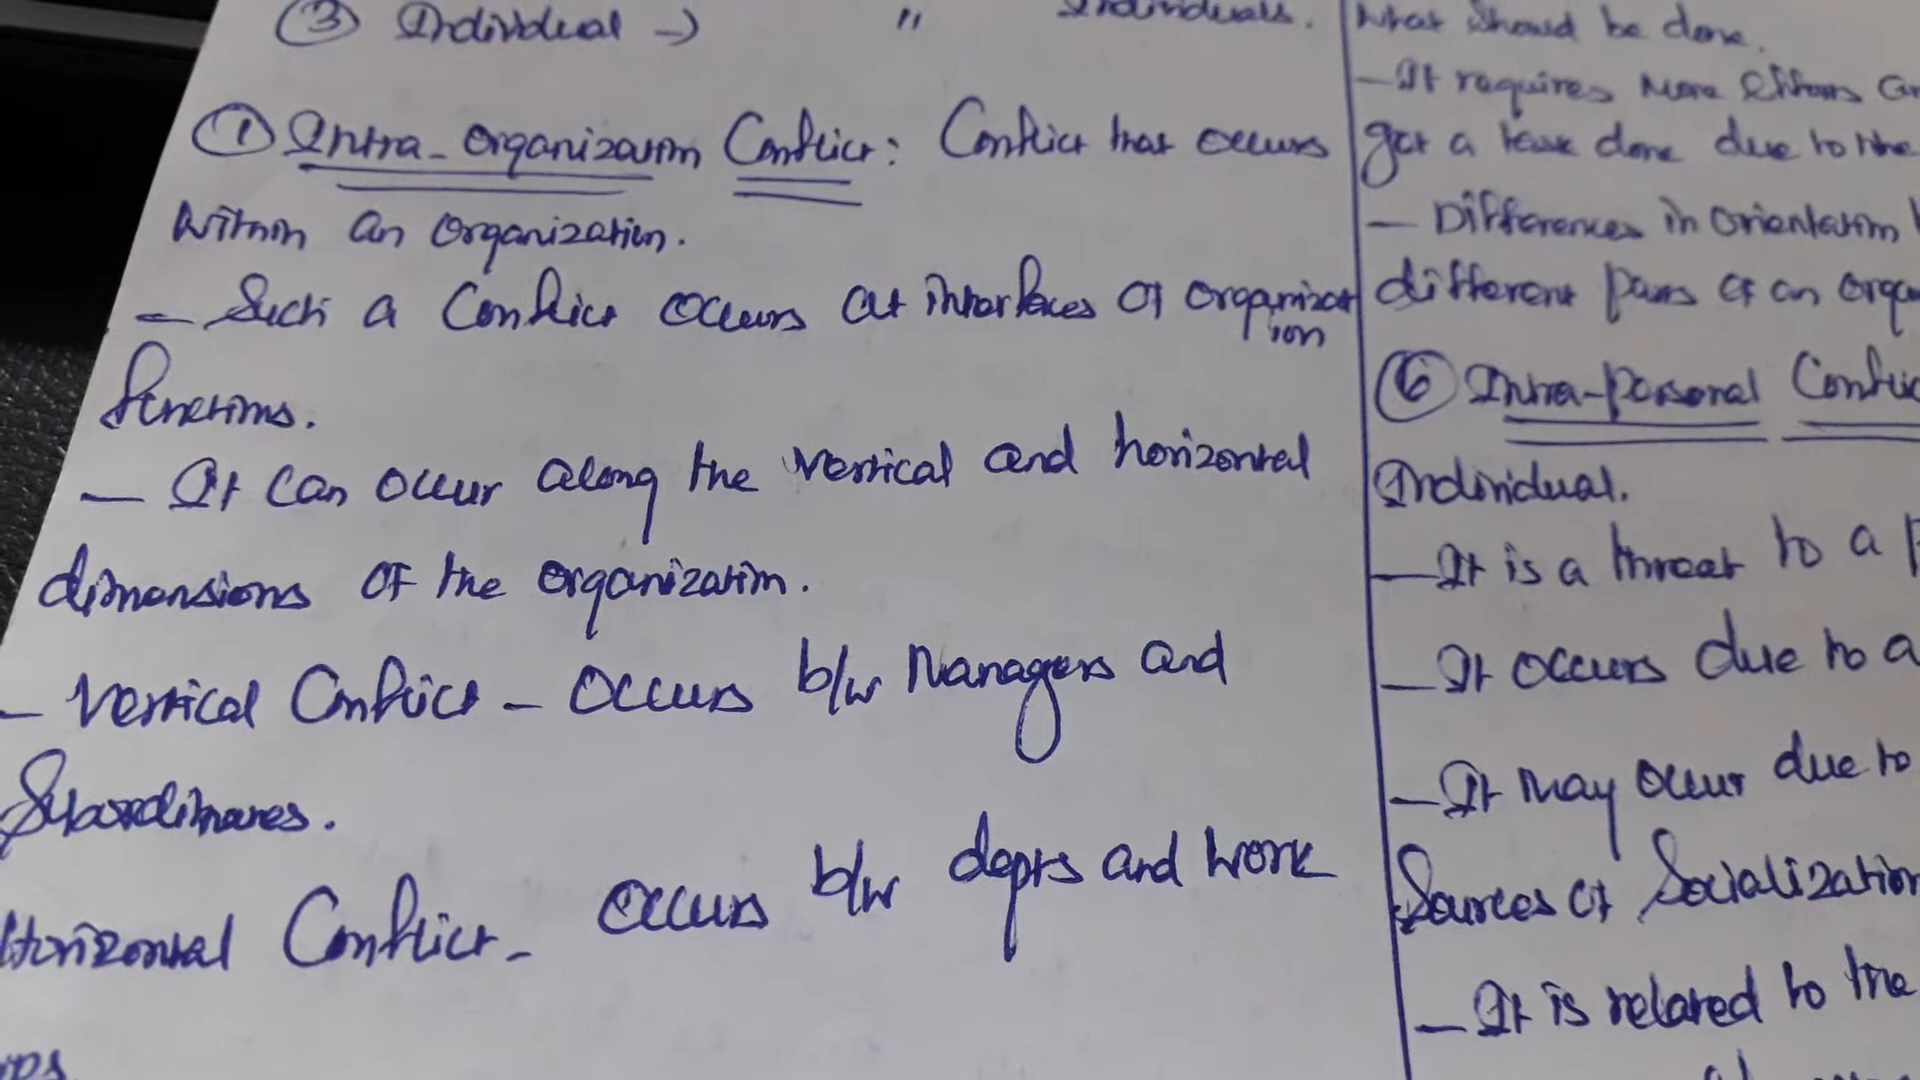 ③ Individual → " Individuals.
① Intra-organization Conflict: Conflict that occurs
within an organization.
- Such a Conflict occurs at interfaces of organization
functions.
- It can occur along the vertical and horizontal
dimensions of the organization.
- Vertical Conflict - occurs b/w Managers and
Subordinates.
Horizontal Conflict - occurs b/w depts and work
What should be done.
- It requires more efforts
get a task done due to the
- Differences in orientation
different parts of an
⑥ Intra-personal
Individual.
- It is a threat to a
- It occurs due to a
- It may occur due to
Sources of Socialization
- It is related to the